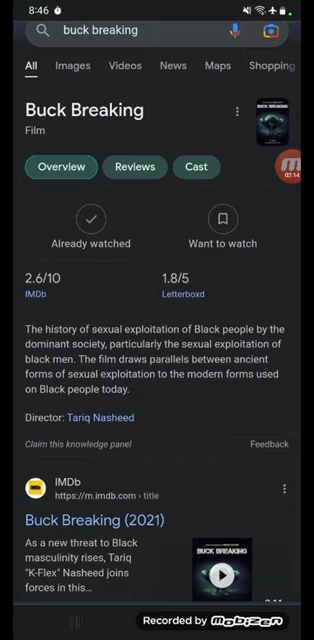 8:46
buck breaking
All Images Videos News Maps Shopping
Buck Breaking
Film
BUCK BREAKING
Overview Reviews Cast
02:14
Already watched Want to watch
2.6/10 1.8/5
IMDb Letterboxd
The history of sexual exploitation of Black people by the
dominant society, particularly the sexual exploitation of
black men. The film draws parallels between ancient
forms of sexual exploitation to the modern forms used
on Black people today.
Director: Tariq Nasheed
Claim this knowledge panel Feedback
IMDb
https://m.imdb.com › title
Buck Breaking (2021)
As a new threat to Black
masculinity rises, Tariq
"K-Flex" Nasheed joins
forces in this...
BUCK BREAKING
Recorded by MOBIZEN